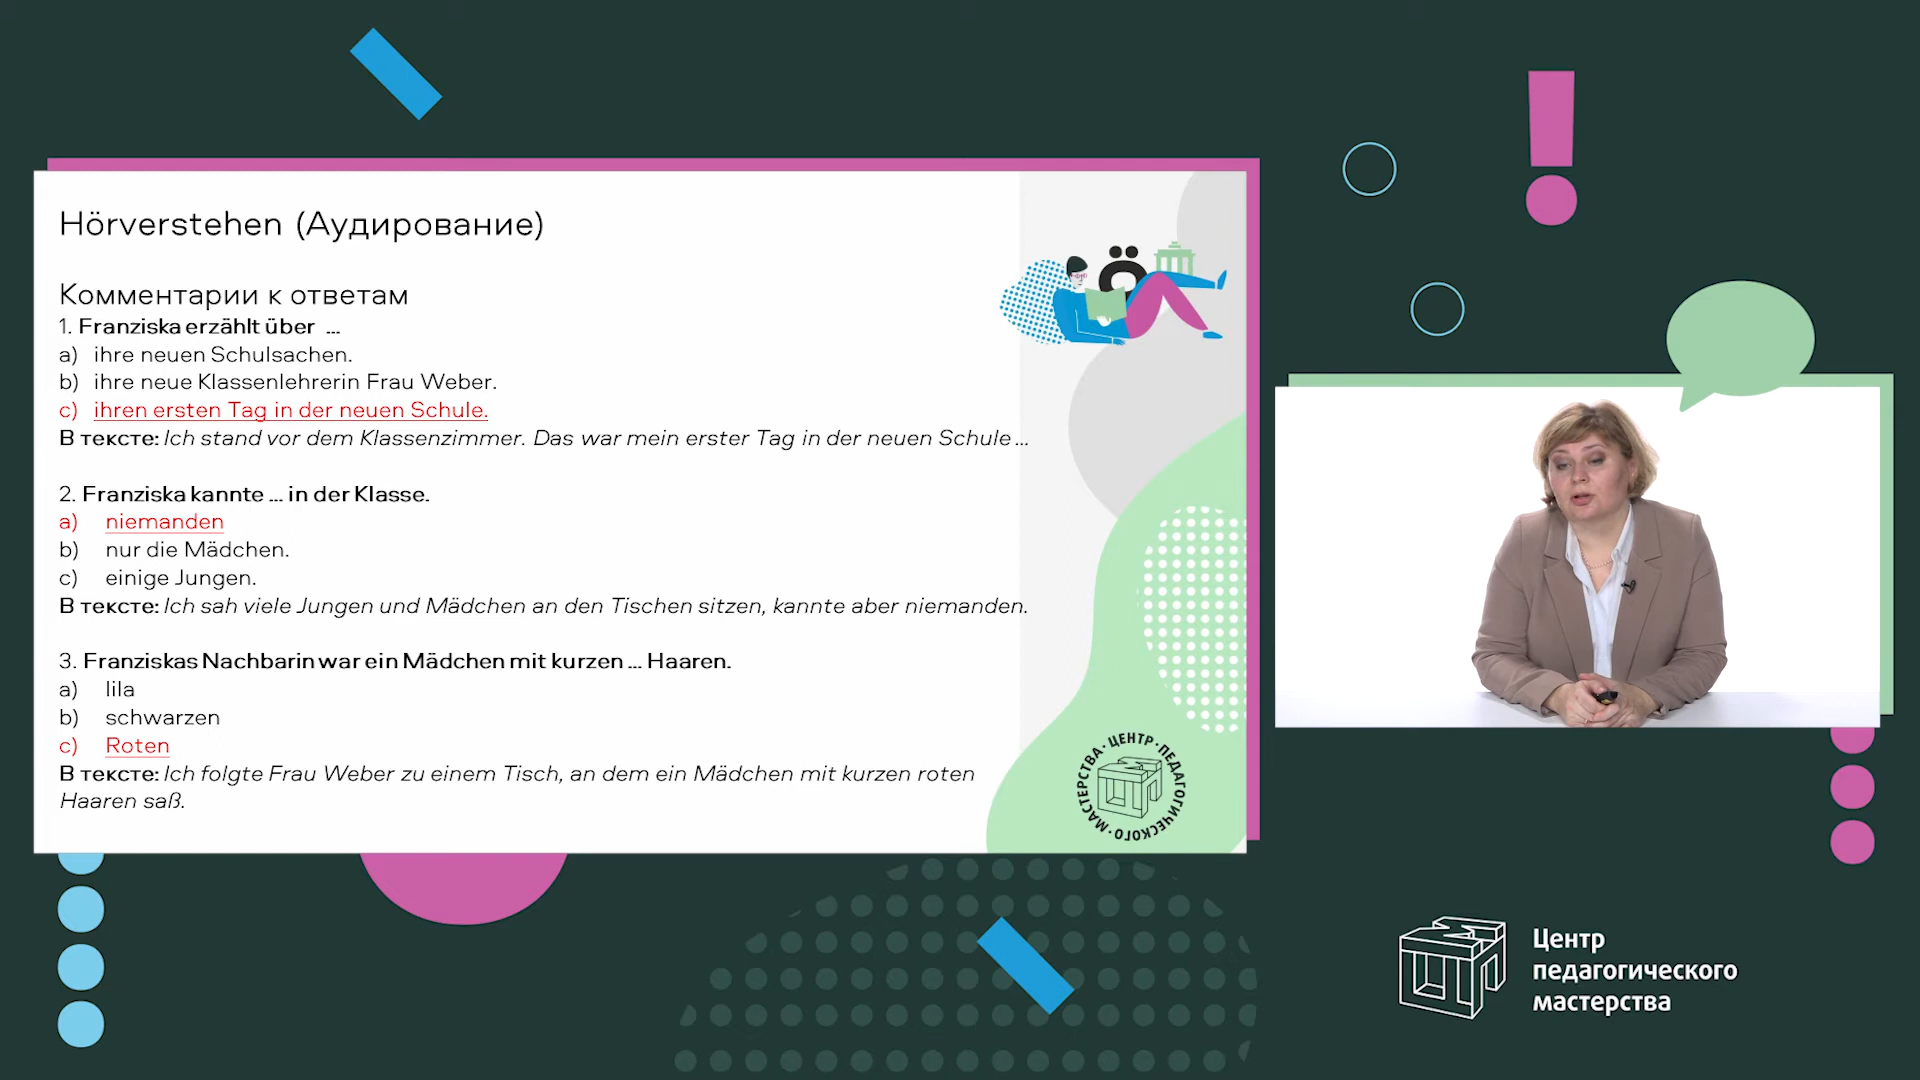 Hörverstehen (Аудирование)
Комментарии к ответам
1. Franziska erzählt über ...
a) ihre neuen Schulsachen.
b) ihre neue Klassenlehrerin Frau Weber.
c) ihren ersten Tag in der neuen Schule.
В тексте: Ich stand vor dem Klassenzimmer. Das war mein erster Tag in der neuen Schule ...
2. Franziska kannte ... in der Klasse.
a) niemanden
b) nur die Mädchen.
c) einige Jungen.
В тексте: Ich sah viele Jungen und Mädchen an den Tischen sitzen, kannte aber niemanden.
3. Franziskas Nachbarin war ein Mädchen mit kurzen ... Haaren.
a) lila
b) schwarzen
c) Roten
В тексте: Ich folgte Frau Weber zu einem Tisch, an dem ein Mädchen mit kurzen roten
Haaren saß.
Ö
ЦЕНТР · ПЕДАГОГИЧЕСКОГО · МАСТЕРСТВА ·
Центр
педагогического
мастерства